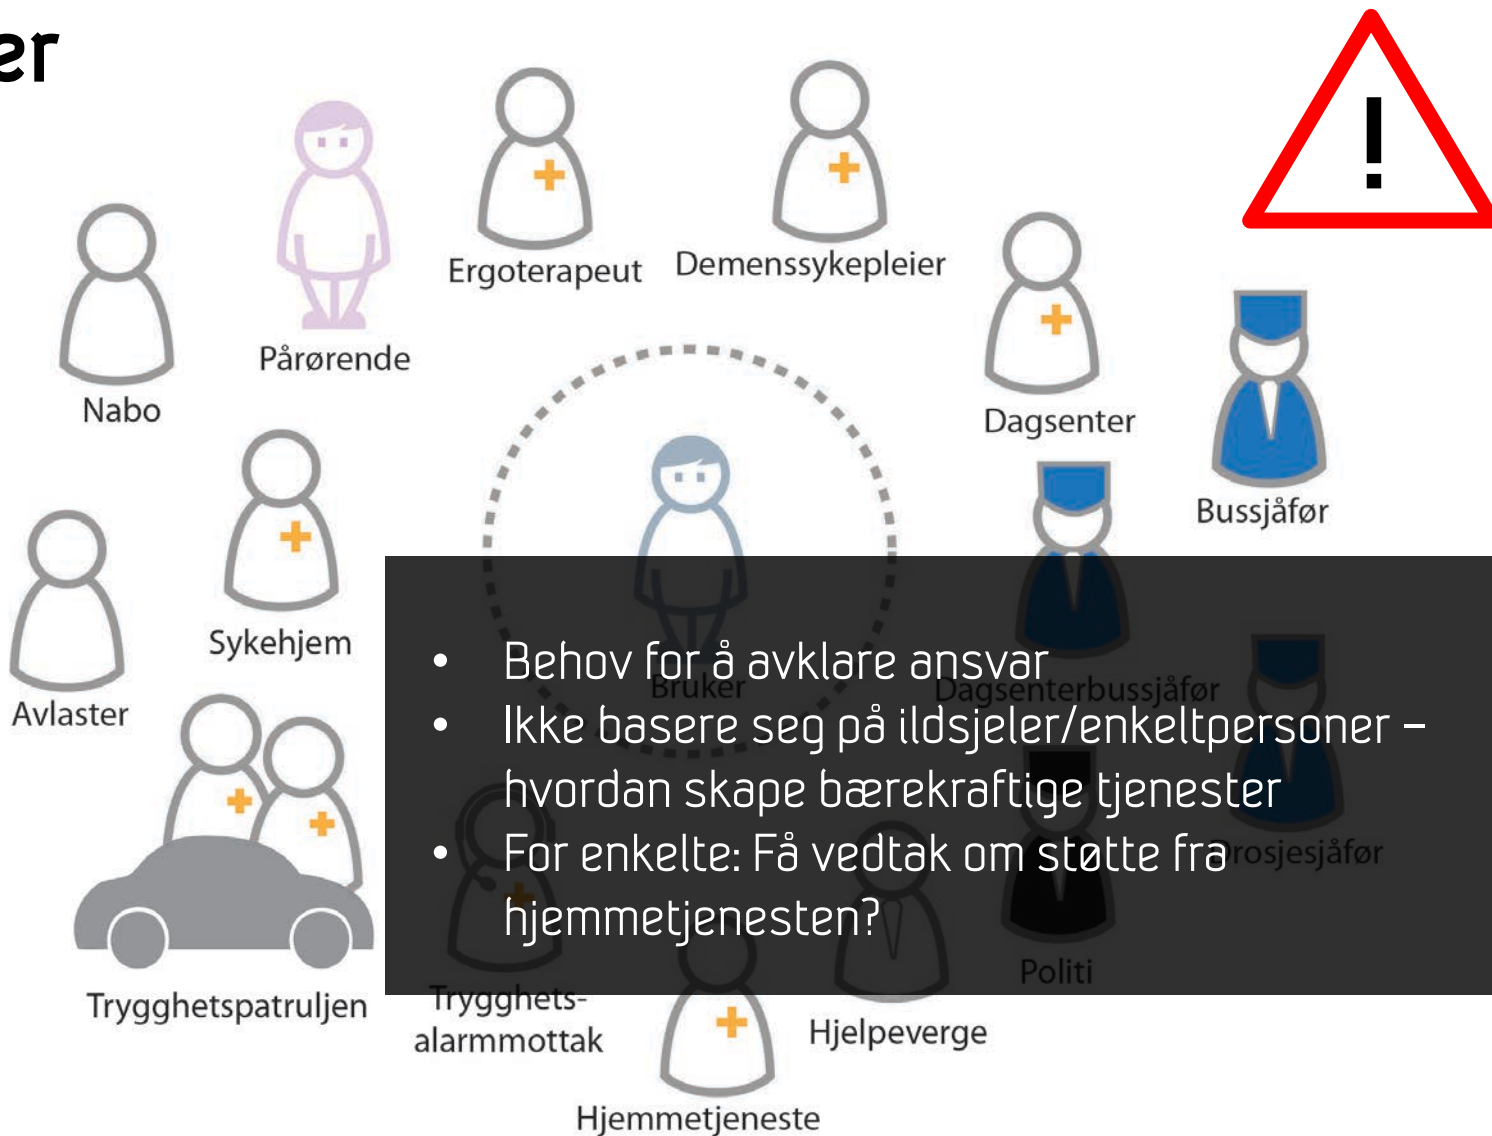 er
!
Ergoterapeut
Demenssykepleier
Pårørende
Nabo
Dagsenter
Bussjåfør
Sykehjem
Avlaster
Bruker
Dagsenterbussjåfør
• Behov for å avklare ansvar
• Ikke basere seg på ildsjeler/enkeltpersoner –
hvordan skape bærekraftige tjenester
• For enkelte: Få vedtak om støtte fra
hjemmetjenesten?
Drosjesjåfør
Politi
Trygghetspatruljen
Trygghets-
alarmmottak
Hjelpeverge
Hjemmetjeneste